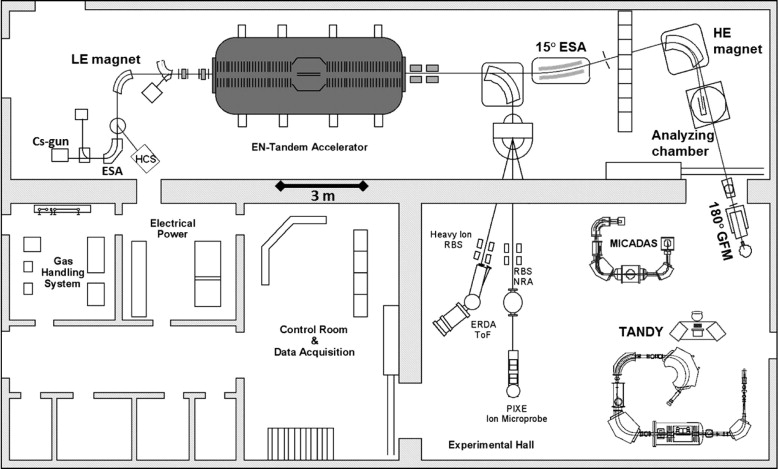 LE magnet
15° ESA
HE
magnet
Cs-gun
ESA
HCS
EN-Tandem Accelerator
Analyzing
chamber
3 m
180° GFM
Electrical
Power
Gas
Handling
System
Control Room
&
Data Acquisition
Heavy Ion
RBS
RBS
NRA
ERDA
ToF
PIXE
Ion Microprobe
Experimental Hall
MICADAS
TANDY